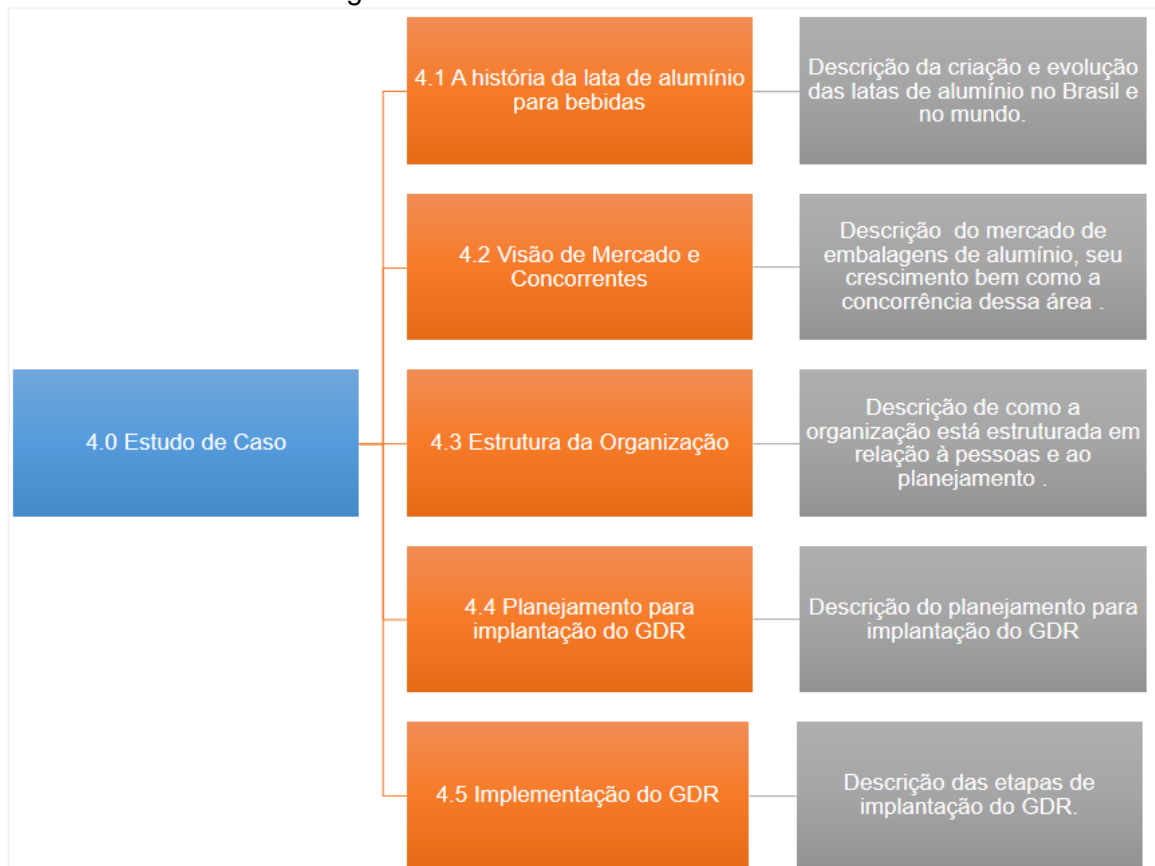 4.1 A história da lata de alumínio
para bebidas
Descrição da criação e evolução
das latas de alumínio no Brasil e
no mundo.
4.2 Visão de Mercado e
Concorrentes
Descrição  do mercado de
embalagens de alumínio, seu
crescimento bem como a
concorrência dessa área .
4.0 Estudo de Caso
4.3 Estrutura da Organização
Descrição de como a
organização está estruturada em
relação à pessoas e ao
planejamento .
4.4 Planejamento para
implantação do GDR
Descrição do planejamento para
implantação do GDR
4.5 Implementação do GDR
Descrição das etapas de
implantação do GDR.